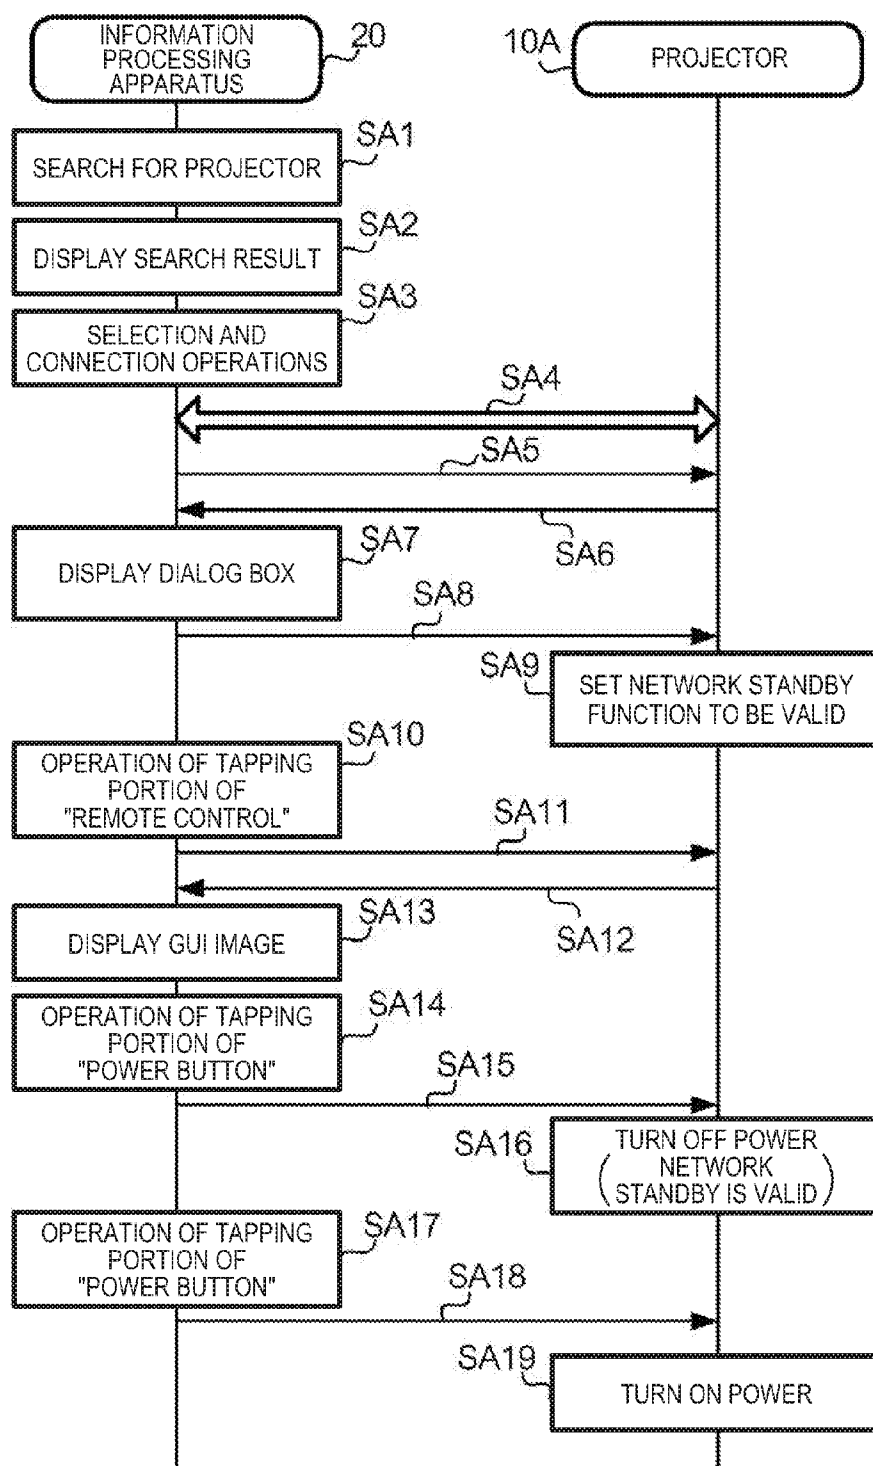 INFORMATION
PROCESSING
APPARATUS
20
10A
PROJECTOR
SA1
SEARCH FOR PROJECTOR
SA2
DISPLAY SEARCH RESULT
SA3
SELECTION AND
CONNECTION OPERATIONS
SA4
SA5
SA6
SA7
DISPLAY DIALOG BOX
SA8
SA9
SET NETWORK STANDBY
FUNCTION TO BE VALID
SA10
OPERATION OF TAPPING
PORTION OF
"REMOTE CONTROL"
SA11
SA12
SA13
DISPLAY GUI IMAGE
SA14
OPERATION OF TAPPING
PORTION OF
"POWER BUTTON"
SA15
SA16
TURN OFF POWER
(NETWORK
STANDBY IS VALID)
SA17
OPERATION OF TAPPING
PORTION OF
"POWER BUTTON"
SA18
SA19
TURN ON POWER